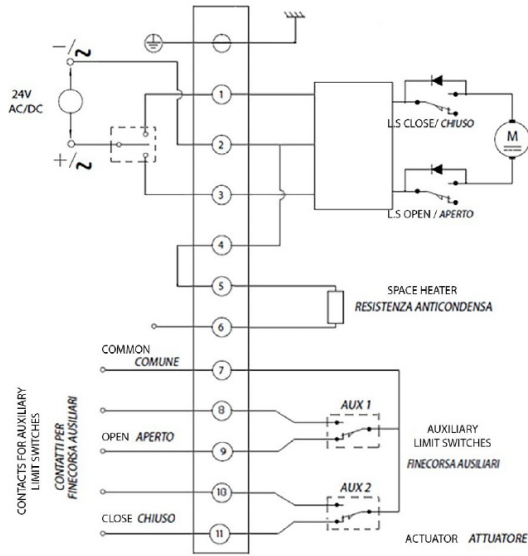 −/~
24V
AC/DC
+/~
1
2
3
4
5
6
7
8
9
10
11
L.S CLOSE/ CHIUSO
M
L.S OPEN / APERTO
SPACE HEATER
RESISTENZA ANTICONDENSA
COMMON
COMUNE
OPEN APERTO
CLOSE CHIUSO
CONTACTS FOR AUXILIARY
LIMIT SWITCHES
CONTATTI PER
FINECORSA AUSILIARI
AUX 1
AUXILIARY
LIMIT SWITCHES
FINECORSA AUSILIARI
AUX 2
ACTUATOR ATTUATORE